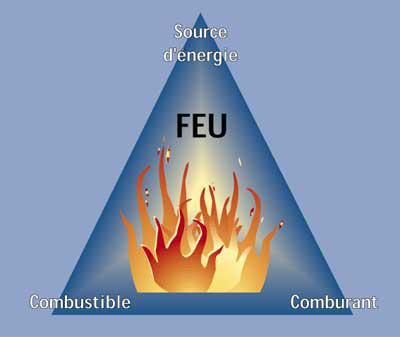 Source
d'énergie
FEU
Combustible
Comburant